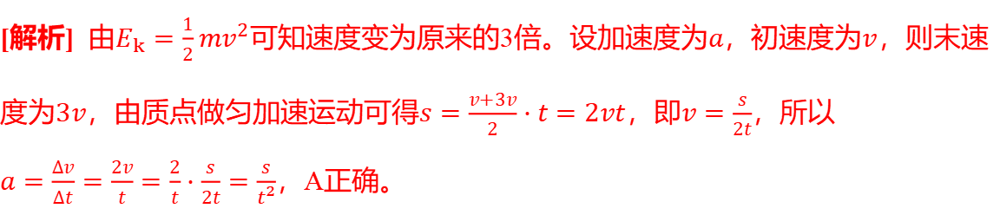 [解析] 由$E_{\mathrm{k}}=\frac{1}{2}mv^{2}$可知速度变为原来的3倍。设加速度为$a$，初速度为$v$，则末速
度为$3v$，由质点做匀加速运动可得$s=\frac{v+3v}{2}\cdot t=2vt$，即$v=\frac{s}{2t}$，所以
$a=\frac{\Delta v}{\Delta t}=\frac{2v}{t}=\frac{2}{t}\cdot\frac{s}{2t}=\frac{s}{t^{2}}$，A正确。